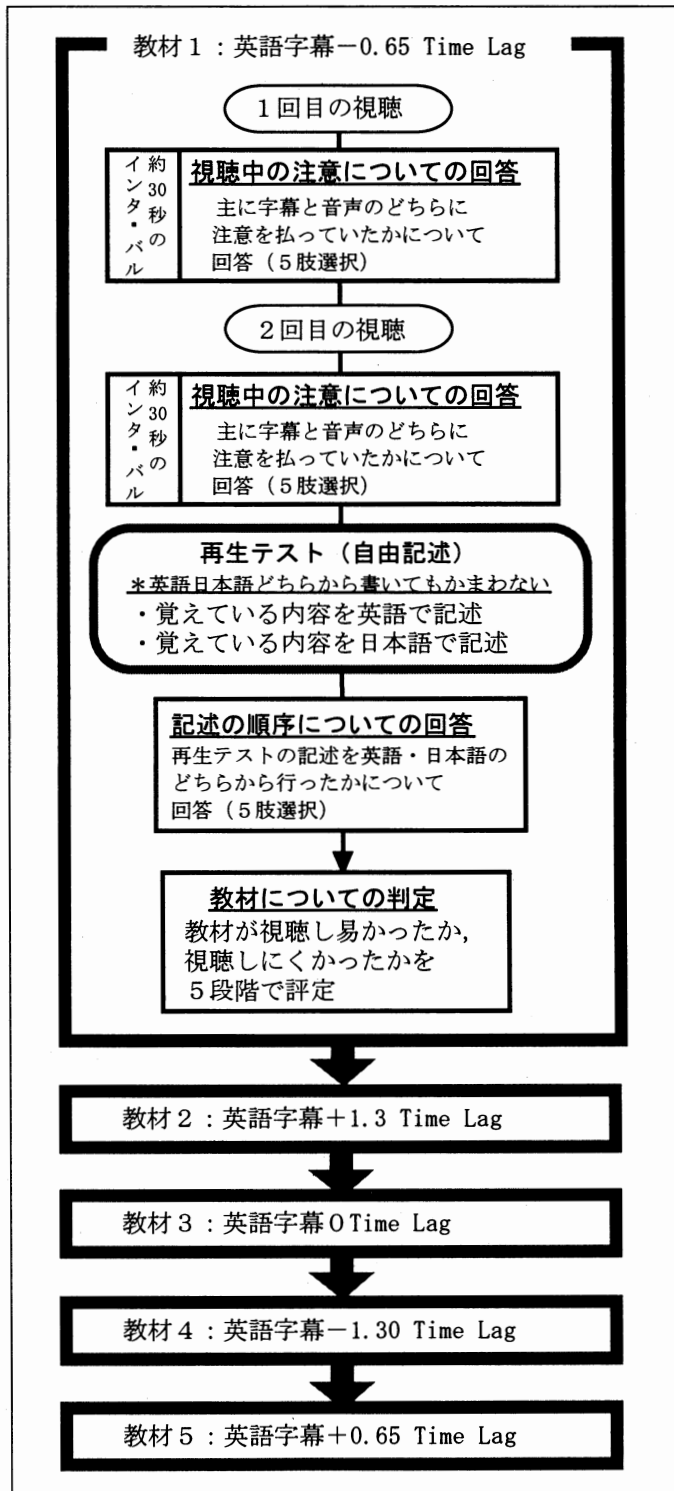 教材1：英語字幕－0.65 Time Lag
1回目の視聴
約30秒の
インタ・バル
視聴中の注意についての回答
主に字幕と音声のどちらに
注意を払っていたかについて
回答（5肢選択）
2回目の視聴
約30秒の
インタ・バル
視聴中の注意についての回答
主に字幕と音声のどちらに
注意を払っていたかについて
回答（5肢選択）
再生テスト（自由記述）
＊英語日本語どちらから書いてもかまわない
・覚えている内容を英語で記述
・覚えている内容を日本語で記述
記述の順序についての回答
再生テストの記述を英語・日本語の
どちらから行ったかについて
回答（5肢選択）
教材についての判定
教材が視聴し易かったか,
視聴しにくかったかを
5段階で評定
教材2：英語字幕＋1.3 Time Lag
教材3：英語字幕0 Time Lag
教材4：英語字幕－1.30 Time Lag
教材5：英語字幕＋0.65 Time Lag